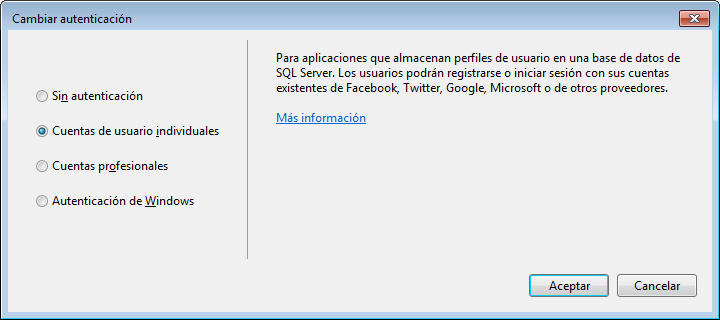 Cambiar autenticación
Sin autenticación
Cuentas de usuario individuales
Cuentas profesionales
Autenticación de Windows
Para aplicaciones que almacenan perfiles de usuario en una base de datos de
SQL Server. Los usuarios podrán registrarse o iniciar sesión con sus cuentas
existentes de Facebook, Twitter, Google, Microsoft o de otros proveedores.
Más información
Aceptar
Cancelar